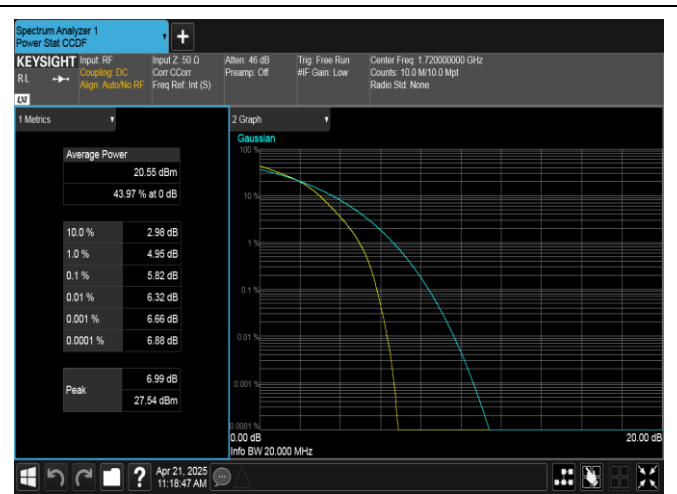 Spectrum Analyzer 1
Power Stat CCDF
KEYSIGHT
RL
LXI
Input: RF
Coupling: DC
Align: Auto/No RF
Input Z: 50 Ω
Corr CCorr
Freq Ref: Int (S)
Atten: 46 dB
Preamp: Off
Trig: Free Run
#IF Gain: Low
Center Freq: 1.720000000 GHz
Counts: 10.0 M/10.0 Mpt
Radio Std: None
1 Metrics
Average Power
20.55 dBm
43.97 % at 0 dB
10.0 % 2.98 dB
1.0 % 4.95 dB
0.1 % 5.82 dB
0.01 % 6.32 dB
0.001 % 6.66 dB
0.0001 % 6.88 dB
Peak
6.99 dB
27.54 dBm
2 Graph
Gaussian
100 %
10 %
1 %
0.1 %
0.01 %
0.001 %
0.0001 %
0.00 dB 20.00 dB
Info BW 20.000 MHz
?
Apr 21, 2025
11:18:47 AM